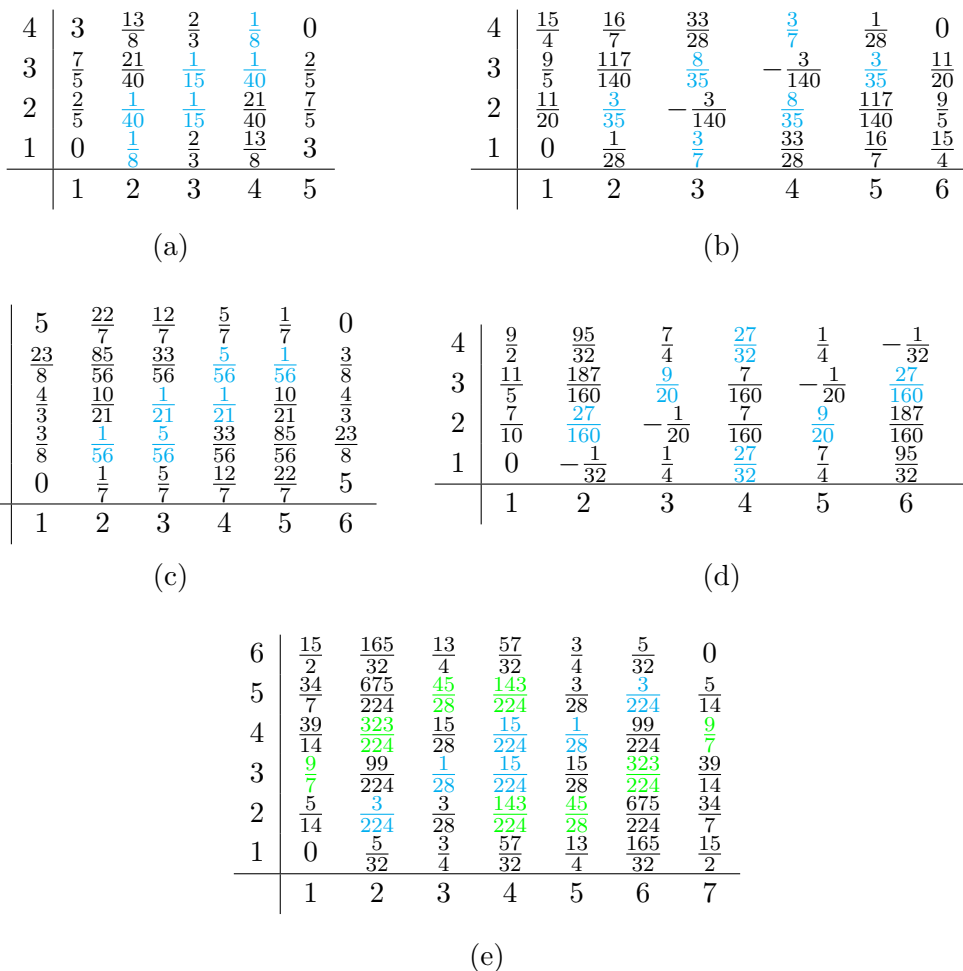 4 3 13/8 2/3 1/8 0
3 7/5 21/40 1/15 1/40 2/5
2 2/5 1/40 1/15 21/40 7/5
1 0 1/8 2/3 13/8 3
1 2 3 4 5
(a)
4 15/4 16/7 33/28 3/7 1/28 0
3 9/5 117/140 8/35 −3/140 3/35 11/20
2 11/20 3/35 −3/140 8/35 117/140 9/5
1 0 1/28 3/7 33/28 16/7 15/4
1 2 3 4 5 6
(b)
5 22/7 12/7 5/7 1/7 0
23/8 85/56 33/56 5/56 1/56 3/8
4/3 10/21 1/21 1/21 10/21 4/3
3/8 1/56 5/56 33/56 85/56 23/8
0 1/7 5/7 12/7 22/7 5
1 2 3 4 5 6
(c)
4 9/2 95/32 7/4 27/32 1/4 −1/32
3 11/5 187/160 9/20 7/160 −1/20 27/160
2 7/10 27/160 −1/20 7/160 9/20 187/160
1 0 −1/32 1/4 27/32 7/4 95/32
1 2 3 4 5 6
(d)
6 15/2 165/32 13/4 57/32 3/4 5/32 0
5 34/7 675/224 45/28 143/224 3/28 3/224 5/14
4 39/14 323/224 15/28 15/224 1/28 99/224 9/7
3 9/7 99/224 1/28 15/224 15/28 323/224 39/14
2 5/14 3/224 3/28 143/224 45/28 675/224 34/7
1 0 5/32 3/4 57/32 13/4 165/32 15/2
1 2 3 4 5 6 7
(e)